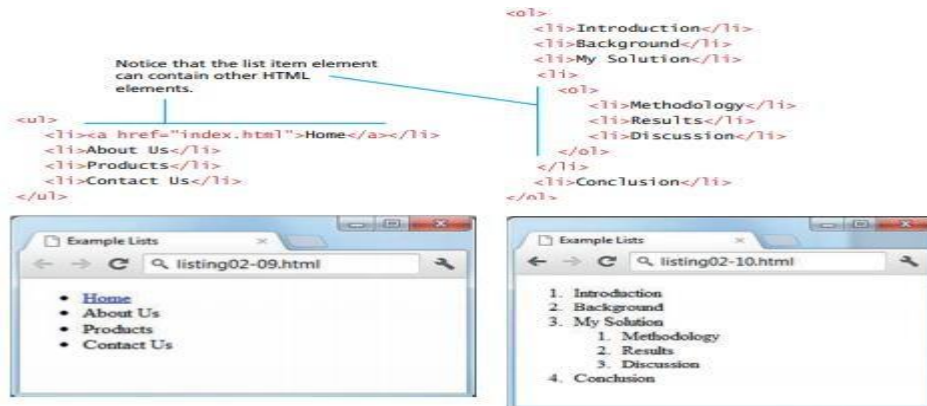 Notice that the list item element
can contain other HTML
elements.
<ul>
<li><a href="index.html">Home</a></li>
<li>About Us</li>
<li>Products</li>
<li>Contact Us</li>
</ul>
<ol>
<li>Introduction</li>
<li>Background</li>
<li>My Solution</li>
<li>
<ol>
<li>Methodology</li>
<li>Results</li>
<li>Discussion</li>
</ol>
</li>
<li>Conclusion</li>
</ol>
Example Lists
listing02-09.html
Home
About Us
Products
Contact Us
Example Lists
listing02-10.html
1. Introduction
2. Background
3. My Solution
1. Methodology
2. Results
3. Discussion
4. Conclusion